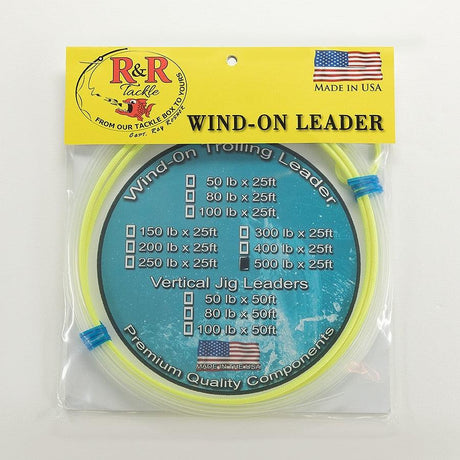 R&R
Tackle
FROM OUR TACKLE BOX TO YOURS
Capt. Ray Rosher
MADE IN USA
WIND-ON LEADER
Wind-On Trolling Leader
50 lb x 25ft
80 lb x 25ft
100 lb x 25ft
150 lb x 25ft 300 lb x 25ft
200 lb x 25ft 400 lb x 25ft
250 lb x 25ft 500 lb x 25ft
Vertical Jig Leaders
50 lb x 50ft
80 lb x 50ft
100 lb x 50ft
MADE IN THE USA
Premium Quality Components